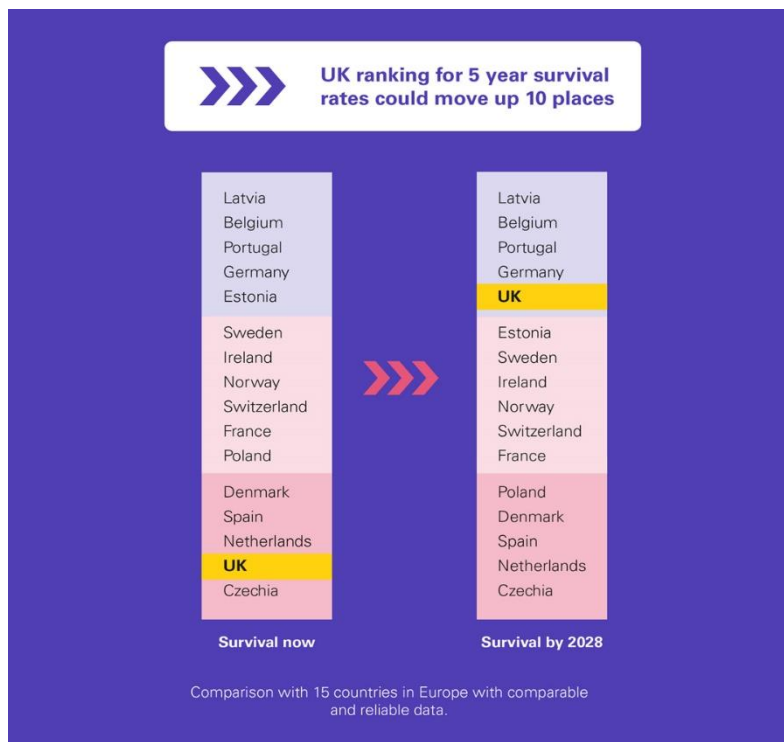 UK ranking for 5 year survival
rates could move up 10 places
Latvia
Belgium
Portugal
Germany
Estonia
Sweden
Ireland
Norway
Switzerland
France
Poland
Denmark
Spain
Netherlands
UK
Czechia
Survival now
Latvia
Belgium
Portugal
Germany
UK
Estonia
Sweden
Ireland
Norway
Switzerland
France
Poland
Denmark
Spain
Netherlands
Czechia
Survival by 2028
Comparison with 15 countries in Europe with comparable
and reliable data.